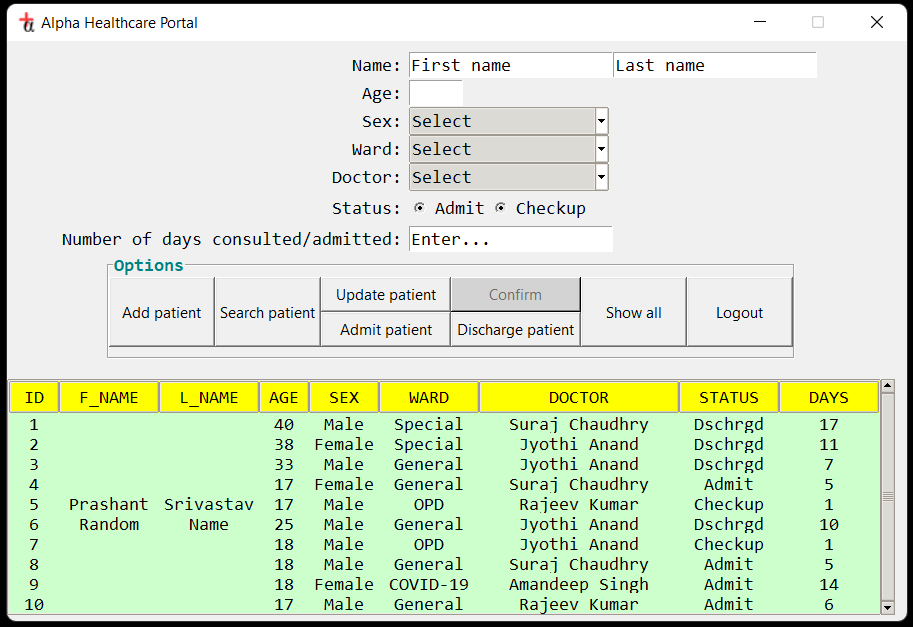 Alpha Healthcare Portal
Name: First name Last name
Age:
Sex: Select
Ward: Select
Doctor: Select
Status: Admit Checkup
Number of days consulted/admitted: Enter...
Options
Add patient Search patient Update patient Confirm Show all Logout
Admit patient Discharge patient
ID F_NAME L_NAME AGE SEX WARD DOCTOR STATUS DAYS
1 40 Male Special Suraj Chaudhry Dschrgd 17
2 38 Female Special Jyothi Anand Dschrgd 11
3 33 Male General Jyothi Anand Dschrgd 7
4 17 Female General Suraj Chaudhry Admit 5
5 Prashant Srivastav 17 Male OPD Rajeev Kumar Checkup 1
6 Random Name 25 Male General Jyothi Anand Dschrgd 10
7 18 Male OPD Jyothi Anand Checkup 1
8 18 Male General Suraj Chaudhry Admit 5
9 18 Female COVID-19 Amandeep Singh Admit 14
10 17 Male General Rajeev Kumar Admit 6